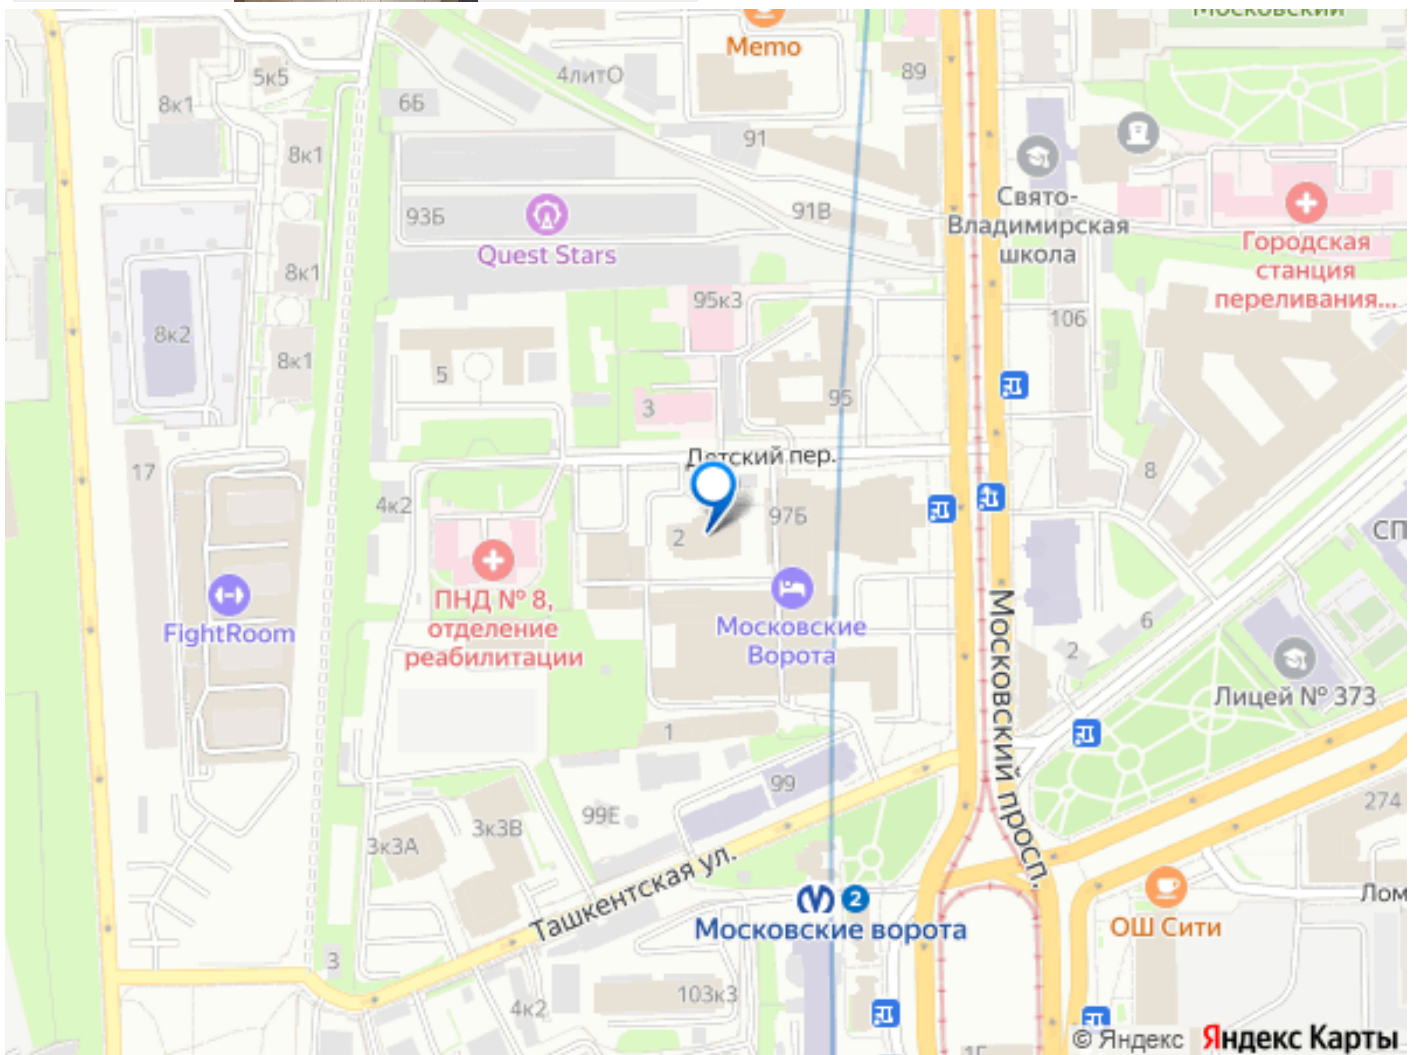 Московский
Memo
5к5
4литО
89
8к1
6Б
91
8к1
Свято-
Владимирская
школа
93Б
91В
Quest Stars
Городская
станция
переливания...
8к1
95к3
106
8к2
8к1
5
95
3
Детский пер.
17
8
4к2
97Б
2
СП
ПНД № 8,
отделение
реабилитации
FightRoom
Московские
Ворота
6
2
Московский просп.
Лицей № 373
1
99
274
99Е
3к3В
3к3А
Ташкентская ул.
2
Московские ворота
Лом
ОШ Сити
3
103к3
4к2
1Г
© Яндекс Яндекс Карты